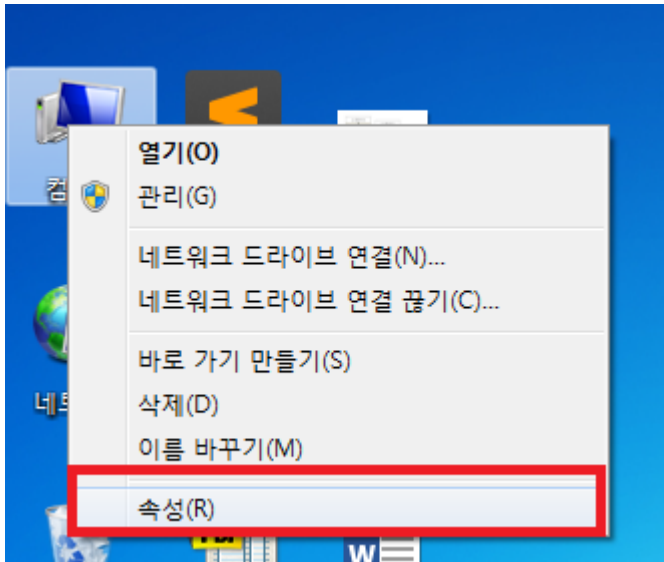 열기(O)
관리(G)
네트워크 드라이브 연결(N)...
네트워크 드라이브 연결 끊기(C)...
바로 가기 만들기(S)
삭제(D)
이름 바꾸기(M)
속성(R)
W